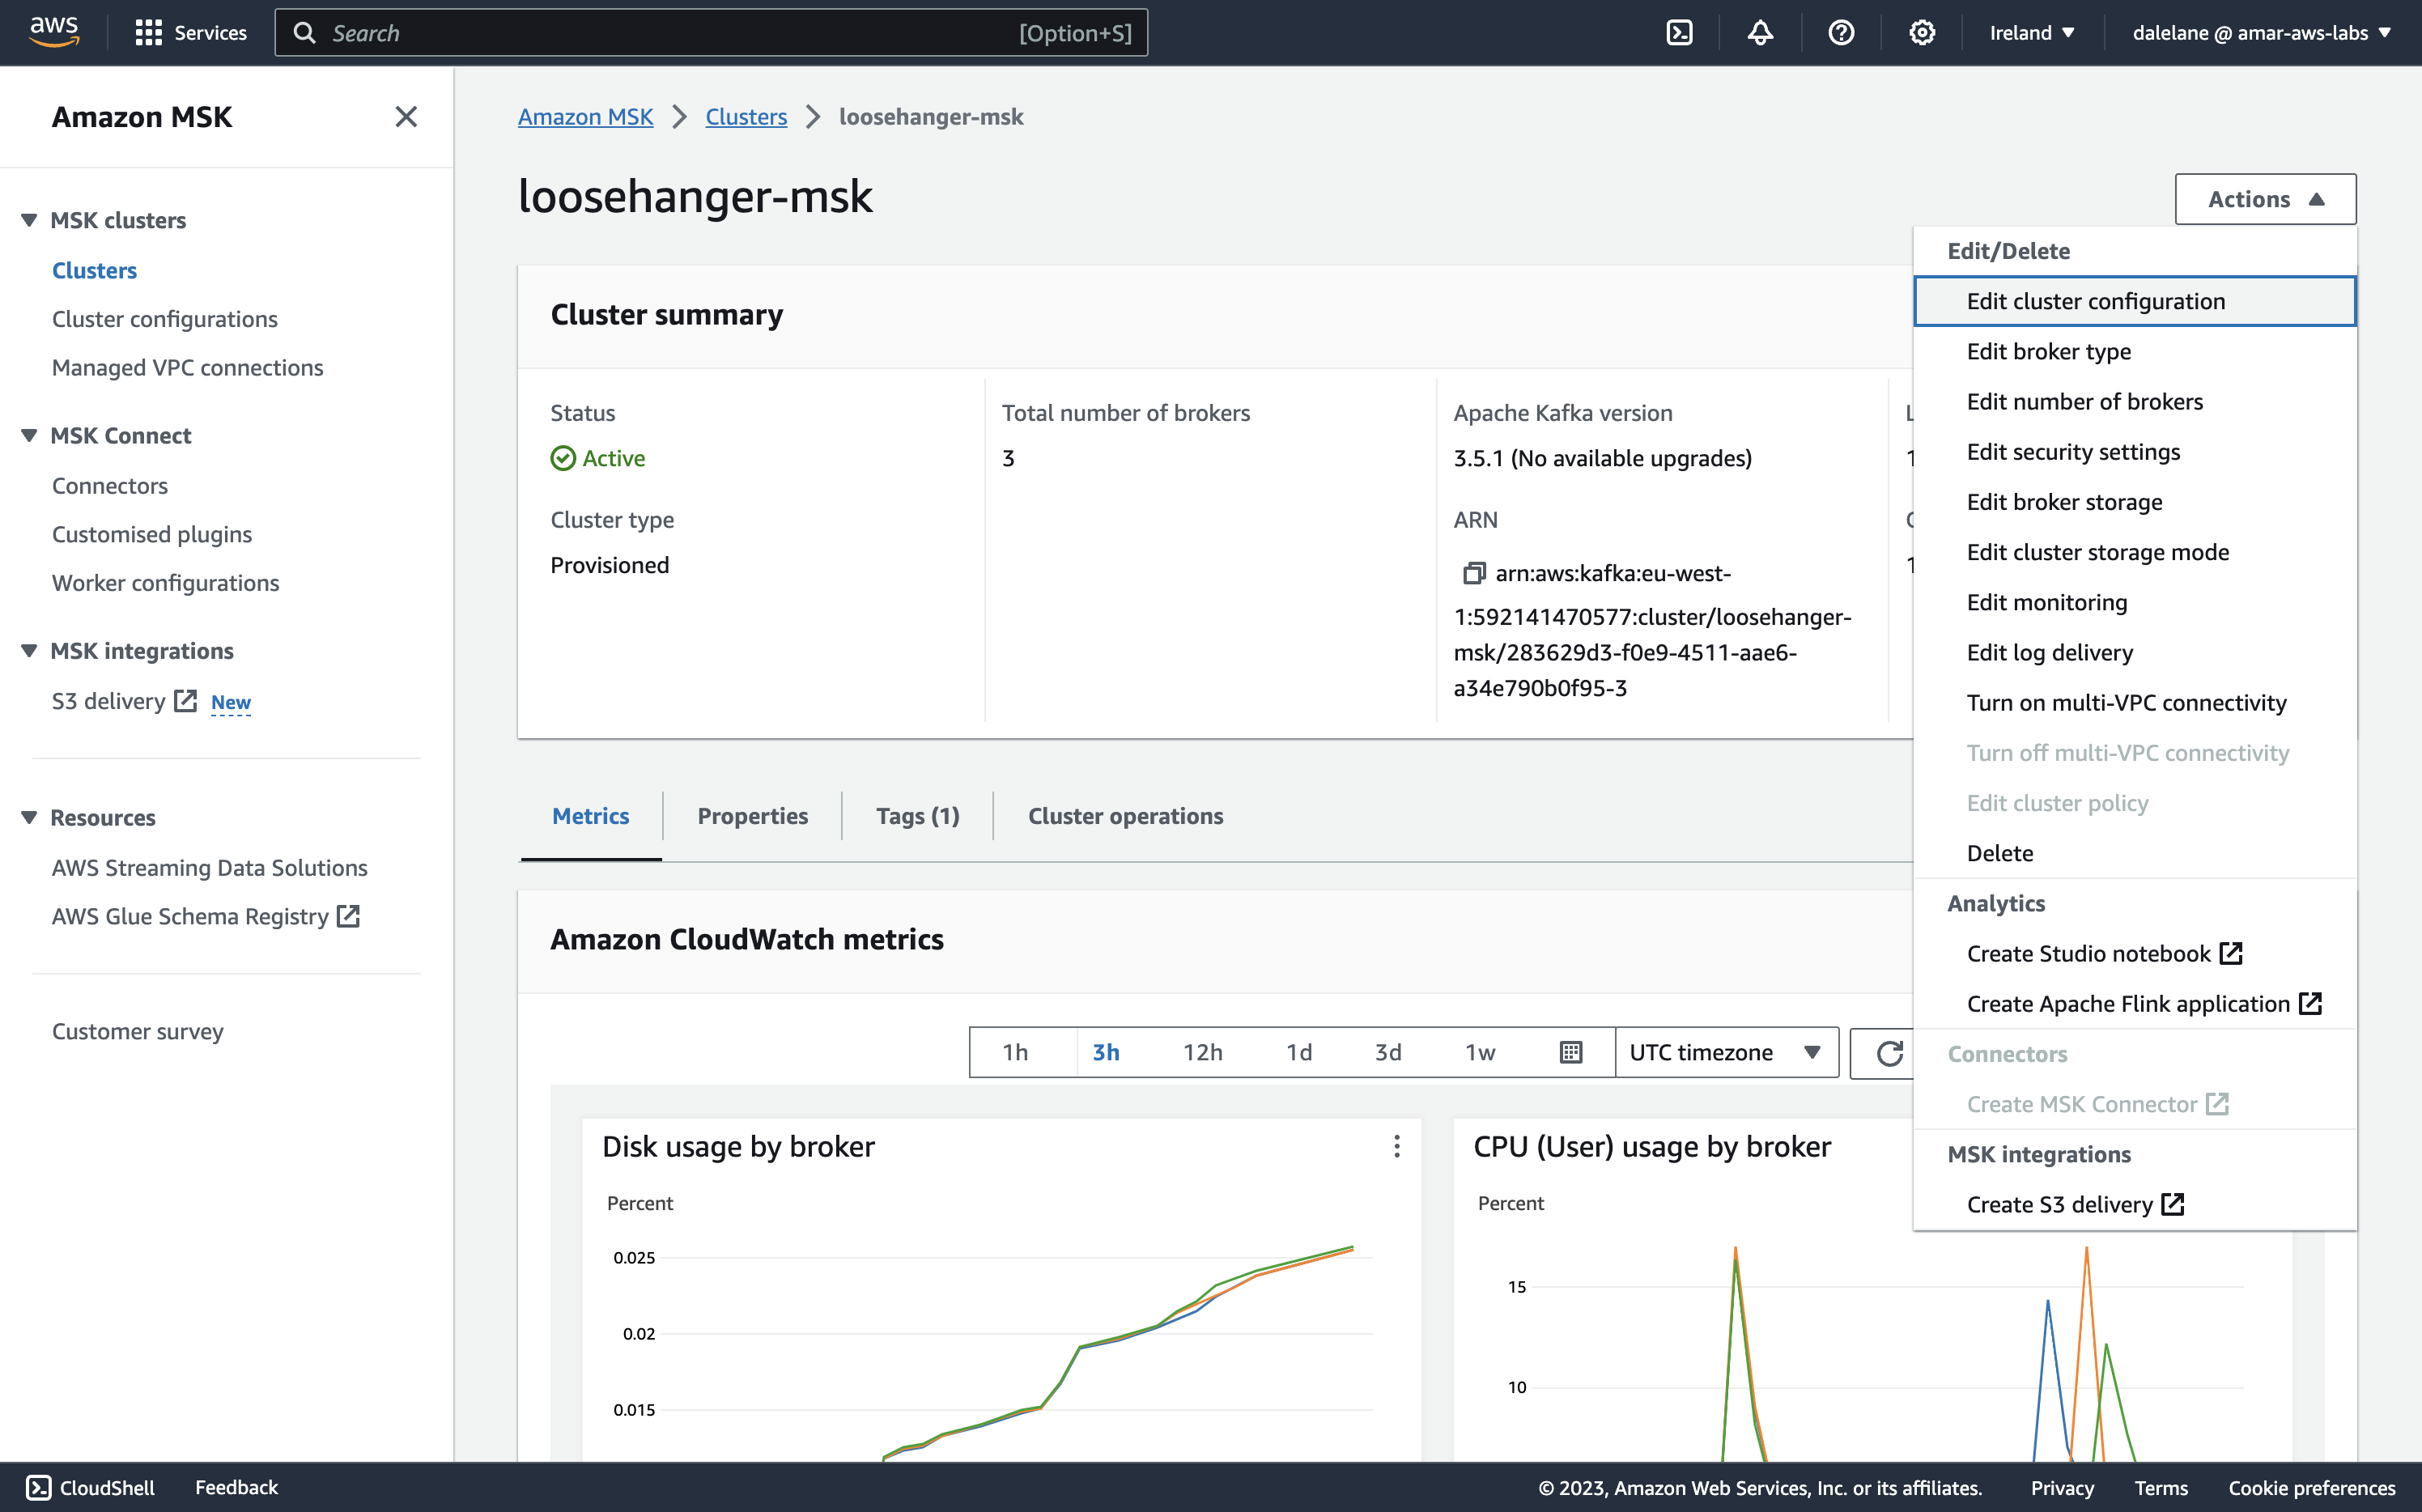 aws
Services
Search
[Option+S]
Ireland
dalelane @ amar-aws-labs
Amazon MSK
MSK clusters
Clusters
Cluster configurations
Managed VPC connections
MSK Connect
Connectors
Customised plugins
Worker configurations
MSK integrations
S3 delivery New
Resources
AWS Streaming Data Solutions
AWS Glue Schema Registry
Customer survey
Amazon MSK > Clusters > loosehanger-msk
loosehanger-msk
Actions
Edit/Delete
Edit cluster configuration
Edit broker type
Edit number of brokers
Edit security settings
Edit broker storage
Edit cluster storage mode
Edit monitoring
Edit log delivery
Turn on multi-VPC connectivity
Turn off multi-VPC connectivity
Edit cluster policy
Delete
Analytics
Create Studio notebook
Create Apache Flink application
Connectors
Create MSK Connector
MSK integrations
Create S3 delivery
Cluster summary
Status
Active
Cluster type
Provisioned
Total number of brokers
3
Apache Kafka version
3.5.1 (No available upgrades)
ARN
arn:aws:kafka:eu-west-
1:592141470577:cluster/loosehanger-
msk/283629d3-f0e9-4511-aae6-
a34e790b0f95-3
Metrics
Properties
Tags (1)
Cluster operations
Amazon CloudWatch metrics
1h
3h
12h
1d
3d
1w
UTC timezone
Disk usage by broker
Percent
0.025
0.02
0.015
CPU (User) usage by broker
Percent
15
10
CloudShell
Feedback
© 2023, Amazon Web Services, Inc. or its affiliates.
Privacy
Terms
Cookie preferences